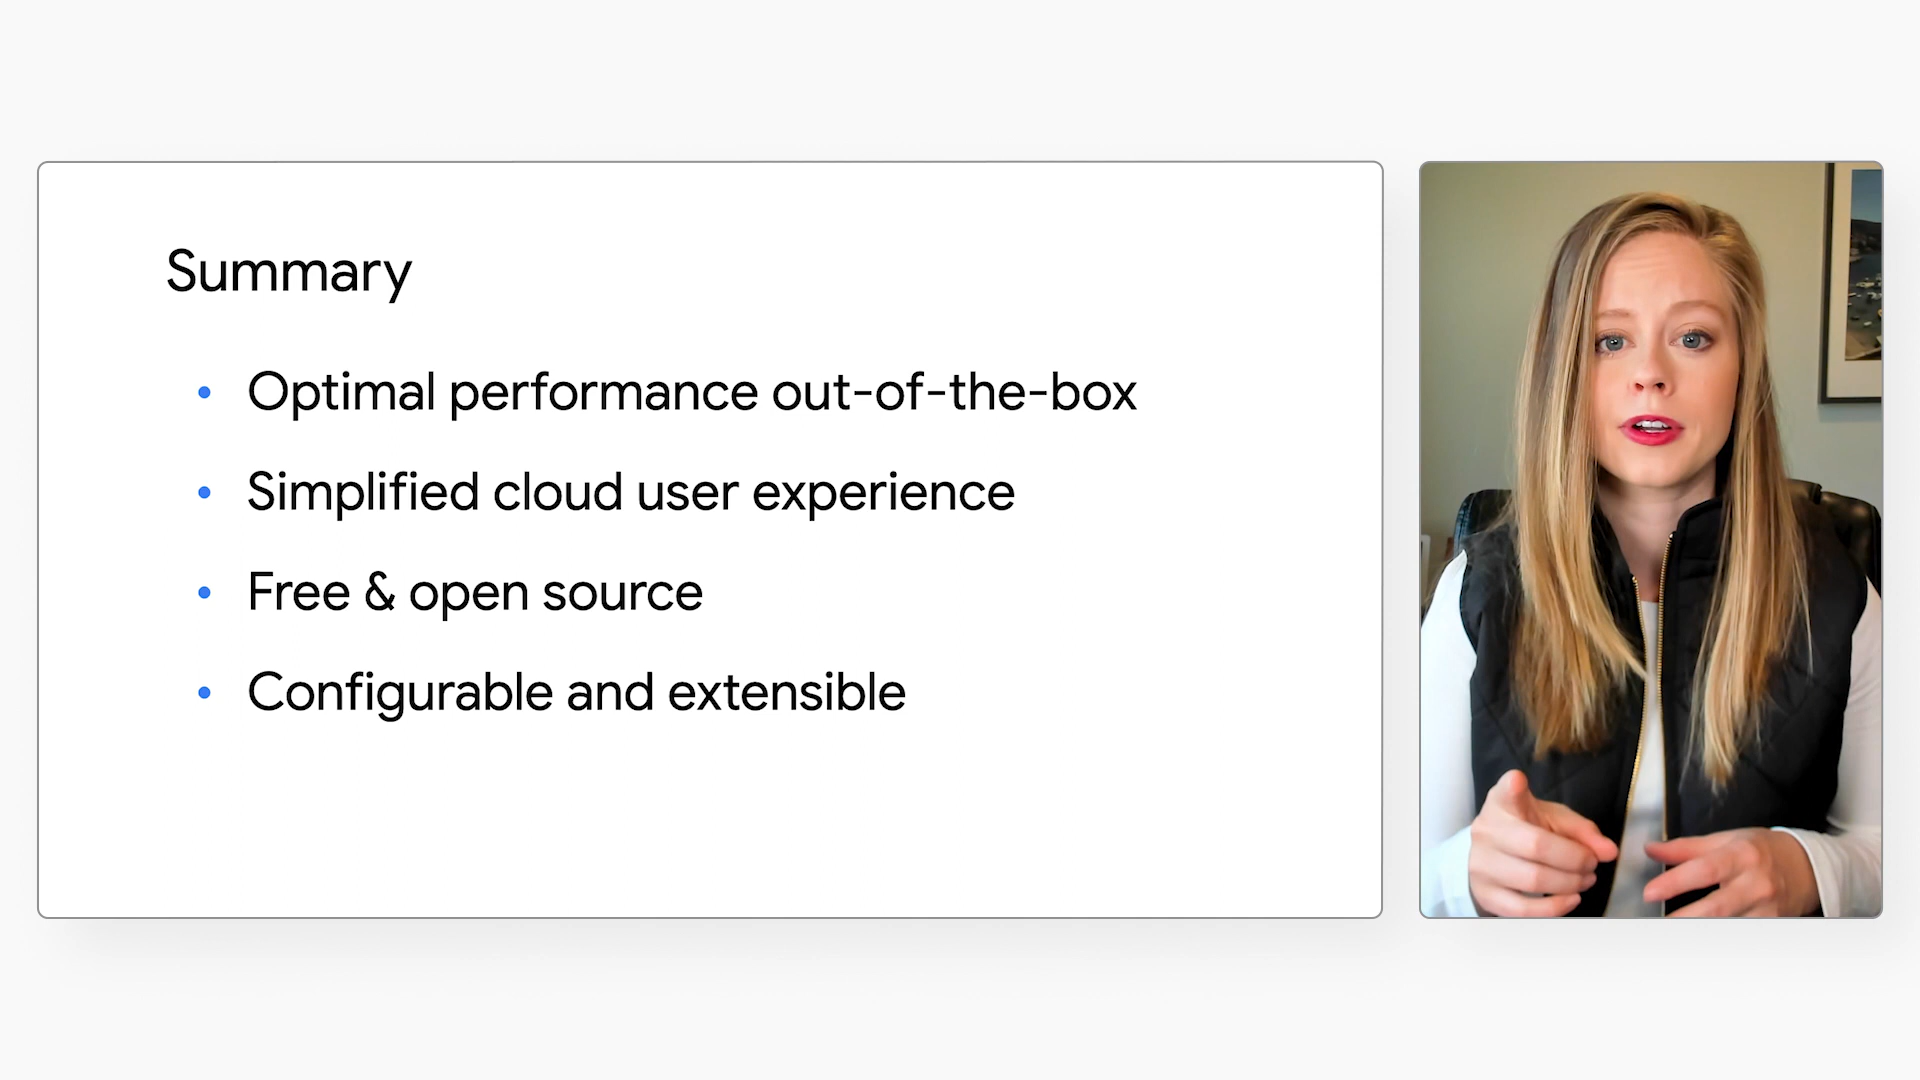 Summary
Optimal performance out-of-the-box
Simplified cloud user experience
Free & open source
Configurable and extensible